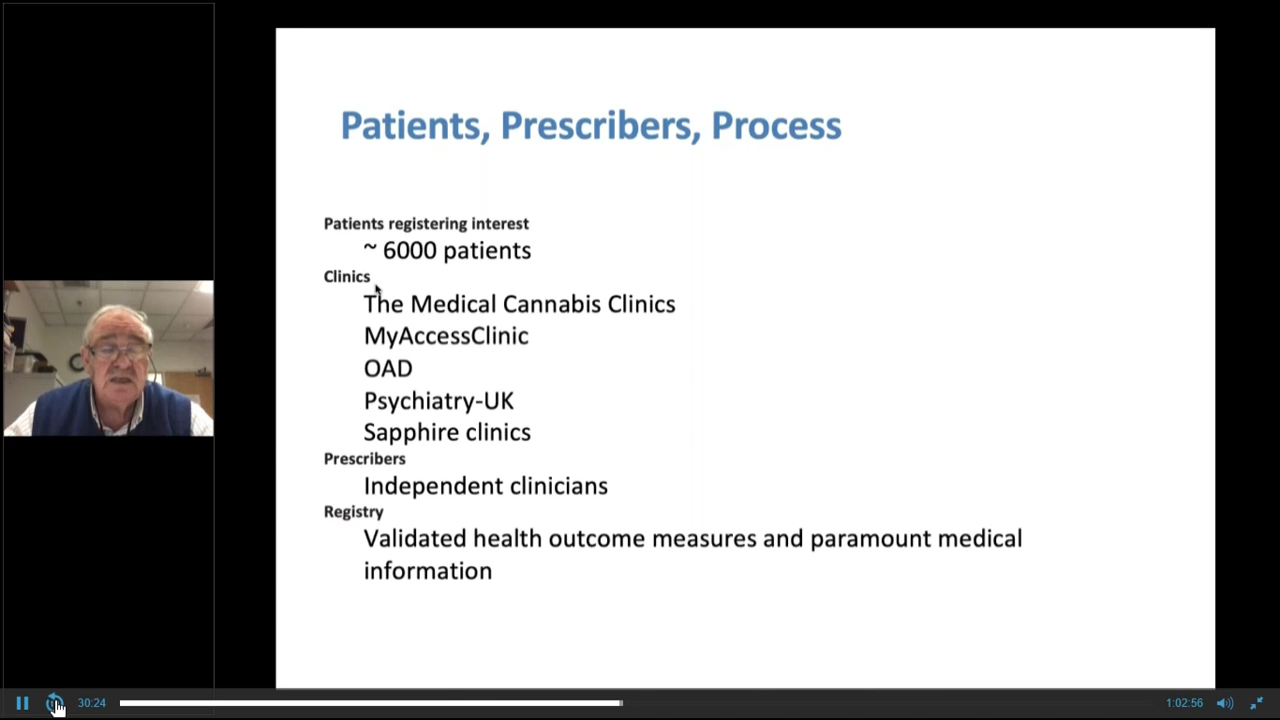 Patients, Prescribers, Process
Patients registering interest
~ 6000 patients
Clinics
The Medical Cannabis Clinics
MyAccessClinic
OAD
Psychiatry-UK
Sapphire clinics
Prescribers
Independent clinicians
Registry
Validated health outcome measures and paramount medical
information
30:24
1:02:56